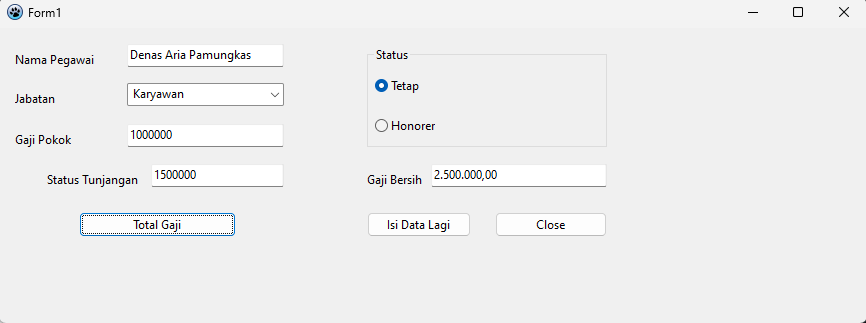 Form1
Nama Pegawai Denas Aria Pamungkas
Jabatan Karyawan
Gaji Pokok 1000000
Status Tunjangan 1500000
Status
Tetap
Honorer
Gaji Bersih 2.500.000,00
Total Gaji
Isi Data Lagi
Close